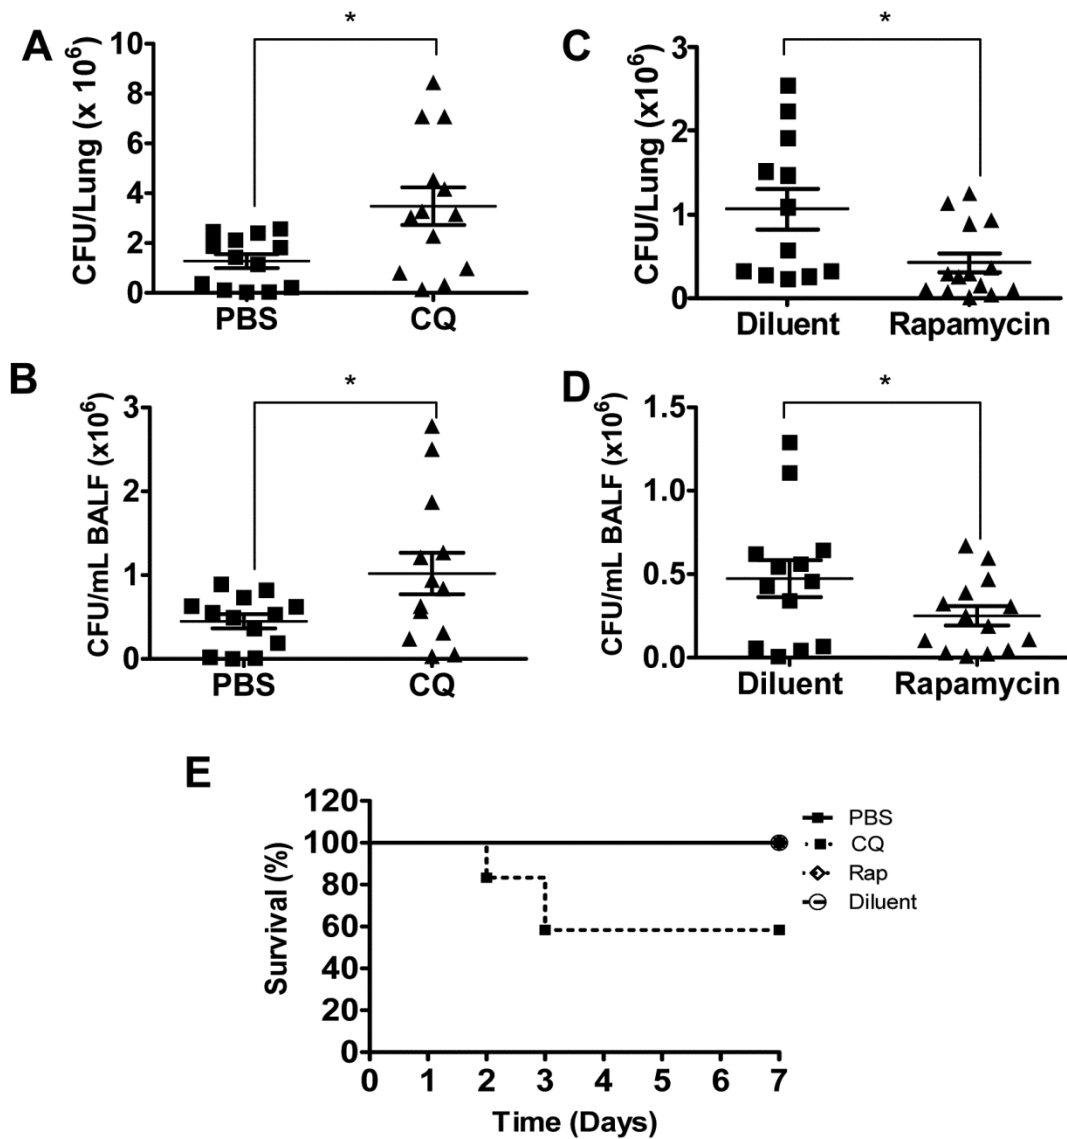 A
*
CFU/Lung (x 10⁶)
10
8
6
4
2
0
PBS
CQ
C
*
CFU/Lung (x10⁶)
3
2
1
0
Diluent
Rapamycin
B
*
CFU/mL BALF (x10⁶)
3
2
1
0
PBS
CQ
D
*
CFU/mL BALF (x10⁶)
1.5
1.0
0.5
0.0
Diluent
Rapamycin
E
Survival (%)
120
100
80
60
40
20
0
0 1 2 3 4 5 6 7
Time (Days)
PBS
CQ
Rap
Diluent